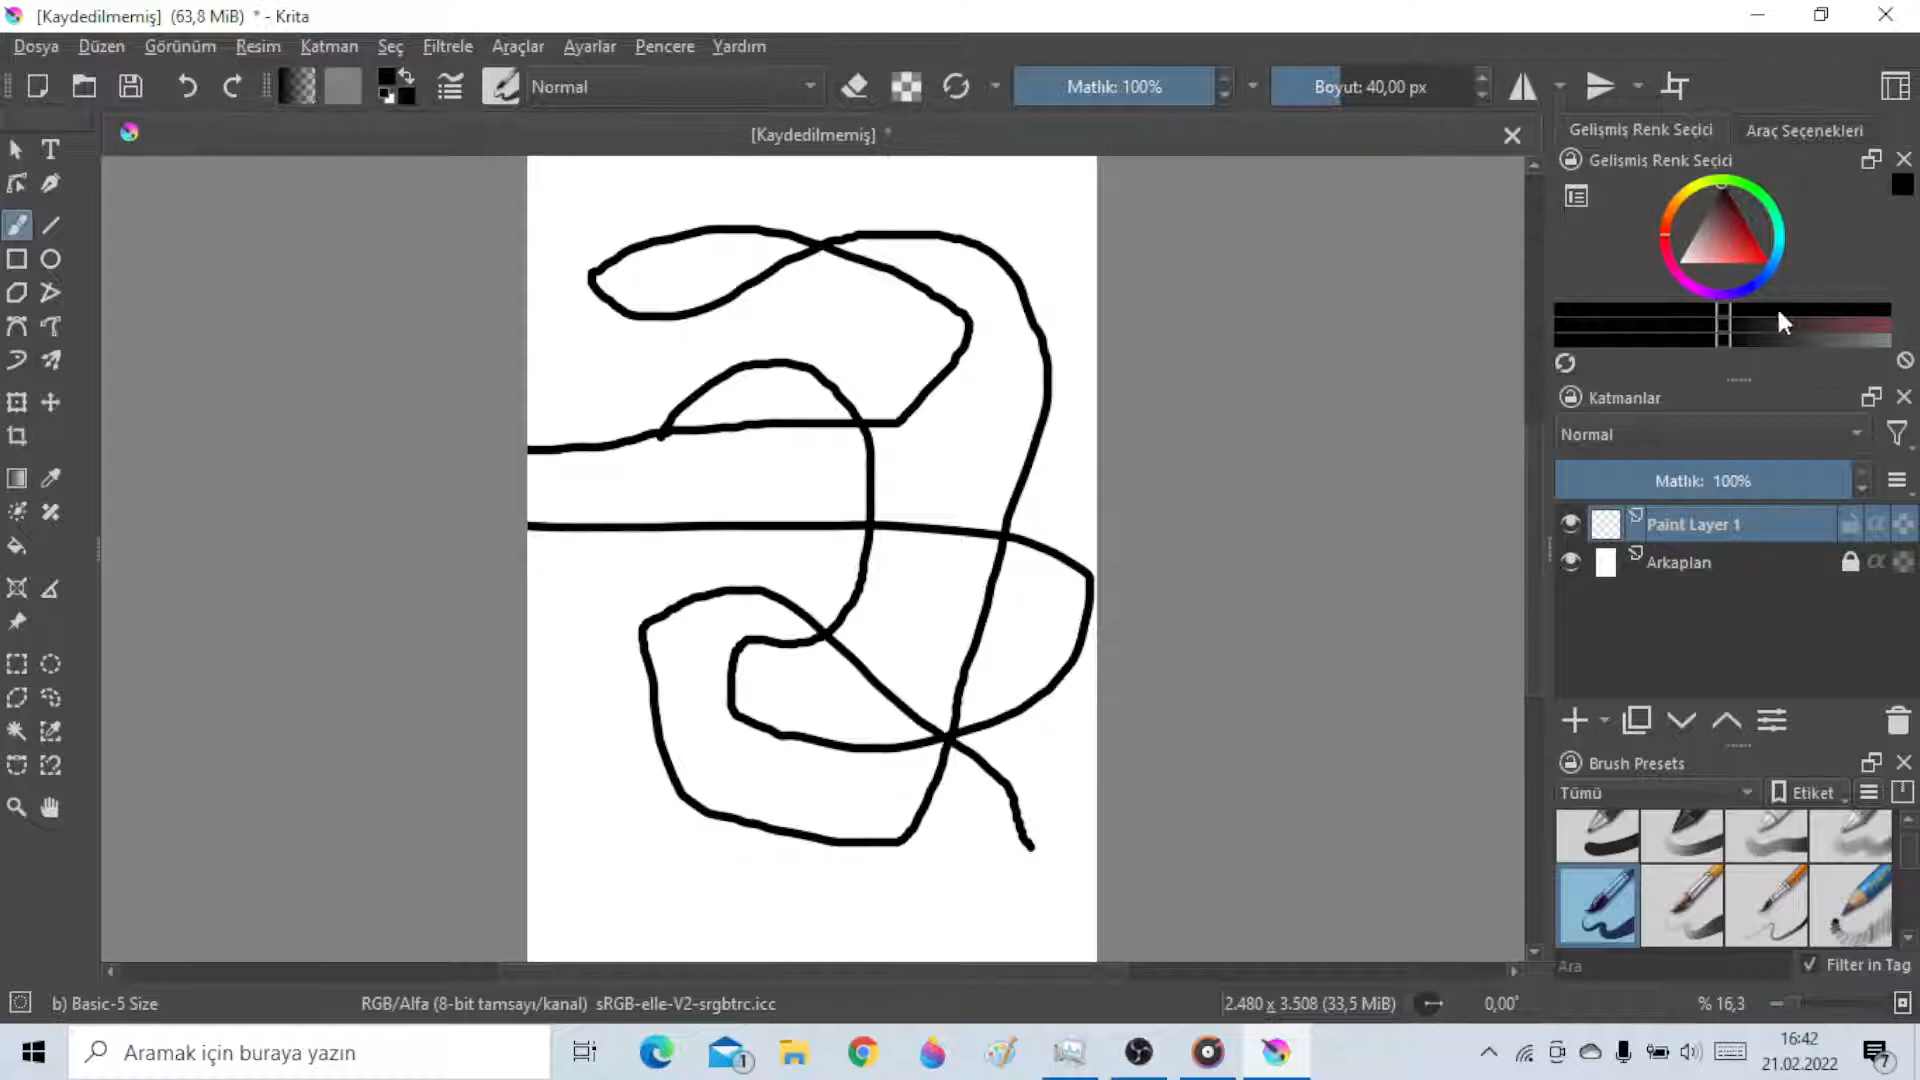 [Kaydedilmemiş] (63,8 MiB) * - Krita
Dosya Düzen Görünüm Resim Katman Seç Filtrele Araçlar Ayarlar Pencere Yardım
Normal Matlık: 100% Boyut: 40,00 px
[Kaydedilmemiş] *
Gelişmiş Renk Seçici Araç Seçenekleri
Gelişmiş Renk Seçici
Katmanlar
Normal
Matlık: 100%
Paint Layer 1
Arkaplan
Brush Presets
Tümü Etiket
Ara Filter in Tag
b) Basic-5 Size RGB/Alfa (8-bit tamsayı/kanal) sRGB-elle-V2-srgbtrc.icc 2.480 x 3.508 (33,5 MiB) 0,00° % 16,3
Aramak için buraya yazın 1 16:42
21.02.2022 7